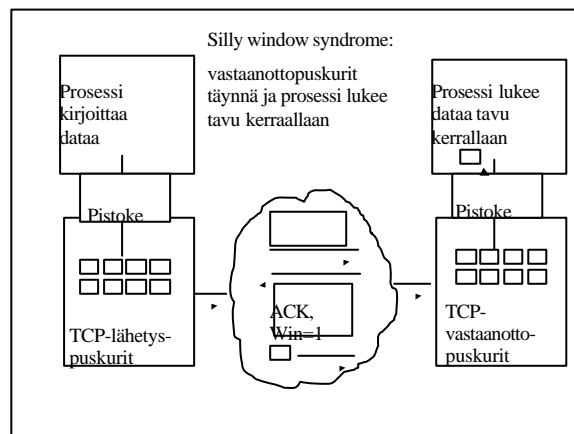 Silly window syndrome:
vastaanottopuskurit
täynnä ja prosessi lukee
tavu kerraallaan
Prosessi
kirjoittaa
dataa
Prosessi lukee
dataa tavu
kerrallaan
Pistoke
Pistoke
ACK,
Win=1
TCP-lähetys-
puskurit
TCP-
vastaanotto-
puskurit